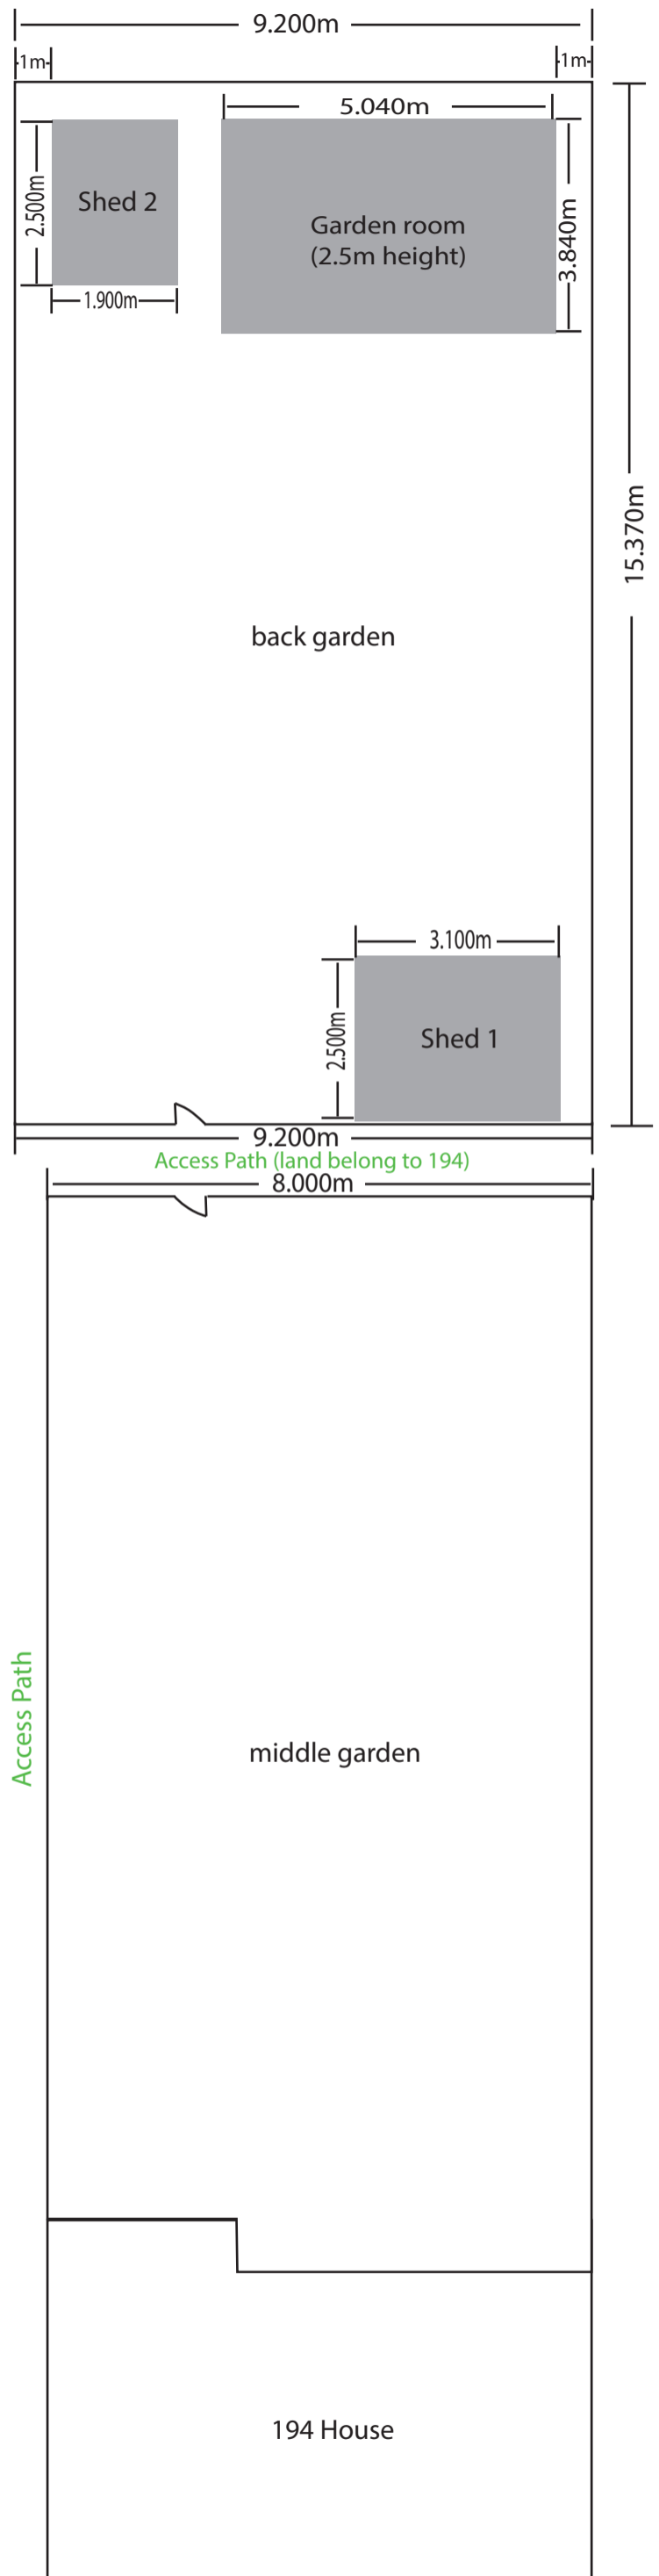 9.200m
1m
1m
5.040m
2.500m
Shed 2
Garden room
(2.5m height)
3.840m
1.900m
15.370m
back garden
3.100m
2.500m
Shed 1
9.200m
Access Path (land belong to 194)
8.000m
Access Path
middle garden
194 House